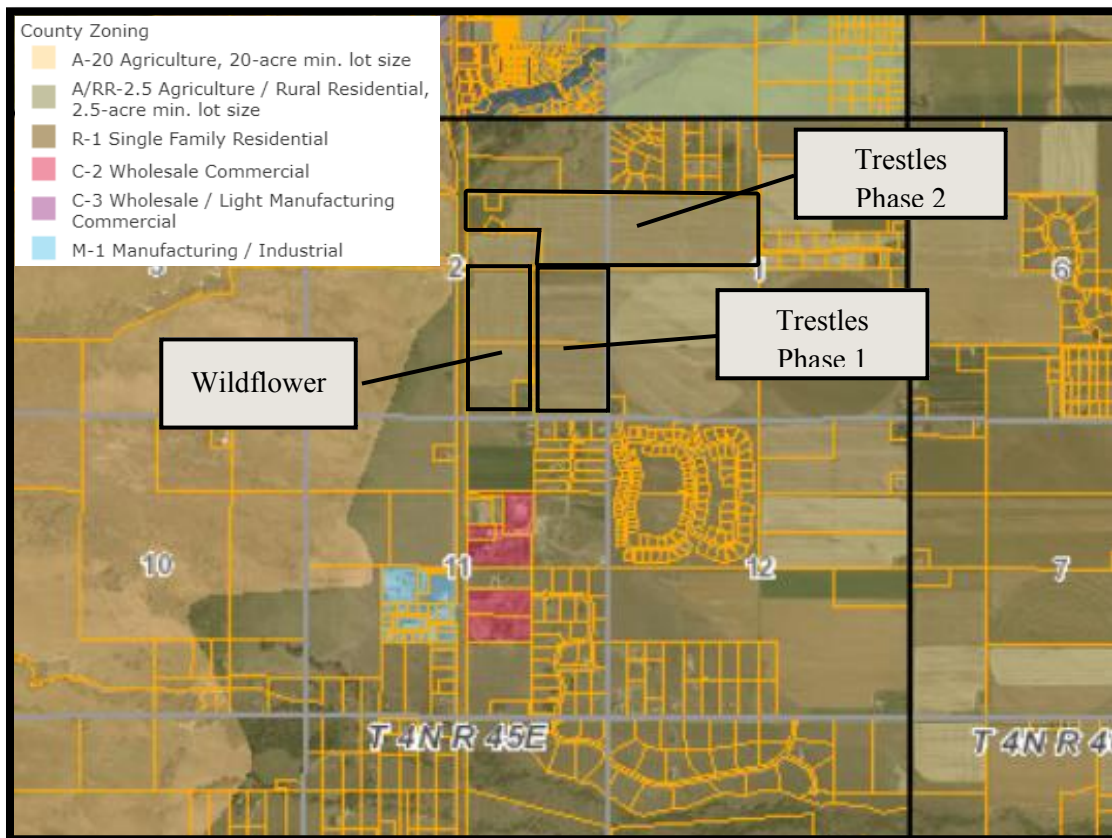 County Zoning
A-20 Agriculture, 20-acre min. lot size
A/RR-2.5 Agriculture / Rural Residential,
2.5-acre min. lot size
R-1 Single Family Residential
C-2 Wholesale Commercial
C-3 Wholesale / Light Manufacturing
Commercial
M-1 Manufacturing / Industrial
Trestles
Phase 2
2
1
6
Trestles
Phase 1
Wildflower
10
11
12
7
T 4N R 45E
T 4N R